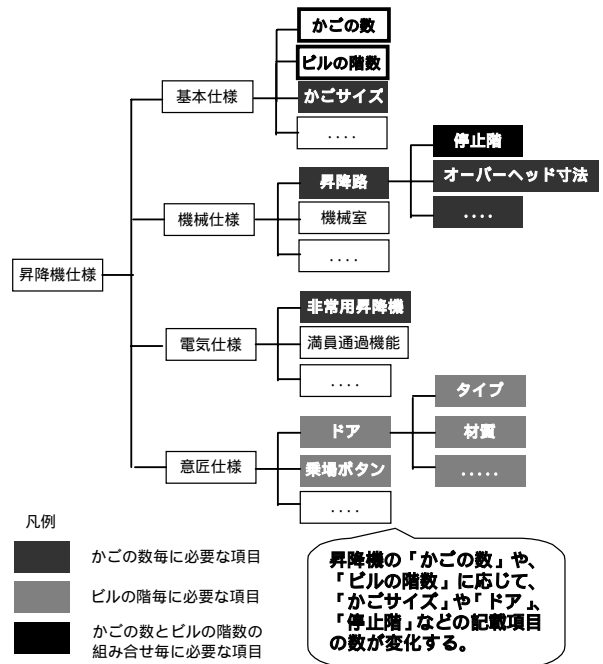 かごの数
ビルの階数
基本仕様
かごサイズ
....
停止階
昇降路
オーバーヘッド寸法
機械仕様
機械室
....
....
昇降機仕様
非常用昇降機
電気仕様
満員通過機能
....
タイプ
ドア
材質
意匠仕様
乗場ボタン
.....
....
凡例
かごの数毎に必要な項目
ビルの階毎に必要な項目
かごの数とビルの階数の
組み合せ毎に必要な項目
昇降機の「かごの数」や、
「ビルの階数」に応じて、
「かごサイズ」や「ドア」、
「停止階」などの記載項目
の数が変化する。